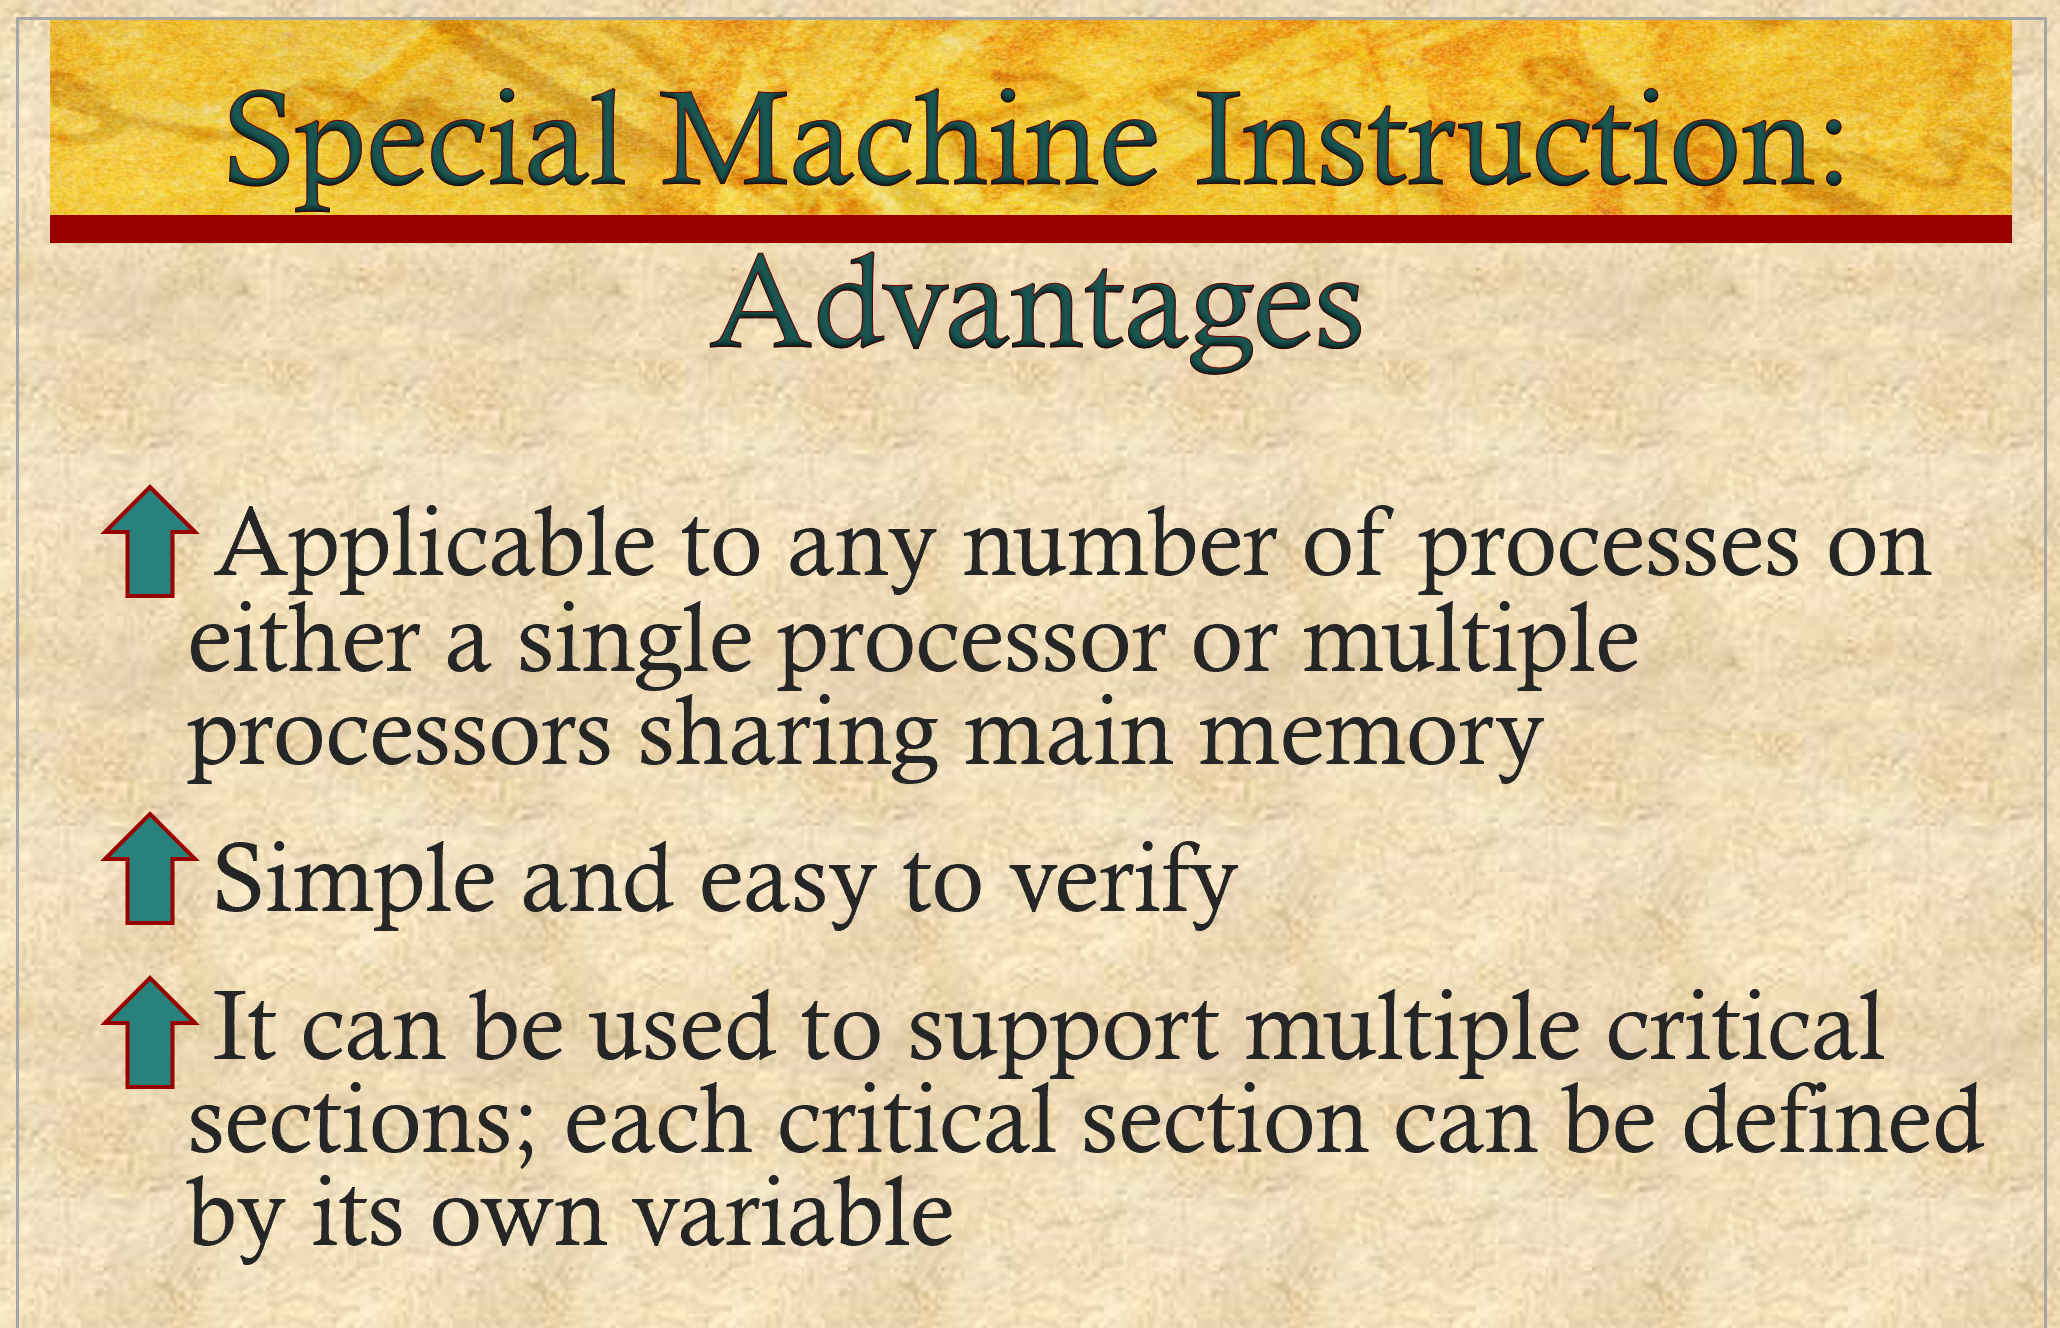 Special Machine Instruction:
Advantages
Applicable to any number of processes on
either a single processor or multiple
processors sharing main memory
Simple and easy to verify
It can be used to support multiple critical
sections; each critical section can be defined
by its own variable